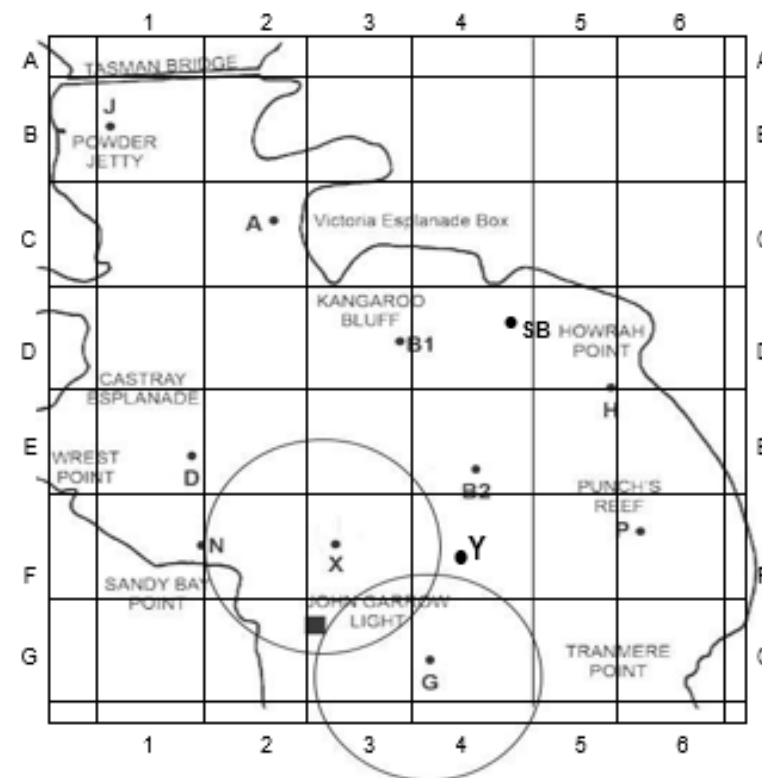 1 2 3 4 5 6
A TASMAN BRIDGE A
J
B POWDER B
JETTY
C A Victoria Esplanade Box C
KANGAROO
BLUFF
SB
D B1 HOWRAH D
POINT
CASTRAY
ESPLANADE
H
E WREST E
POINT
D B2 PUNCH'S
REEF
P
N X Y
F SANDY BAY F
POINT
JOHN GARROW
LIGHT
G G TRANMERE G
POINT
1 2 3 4 5 6